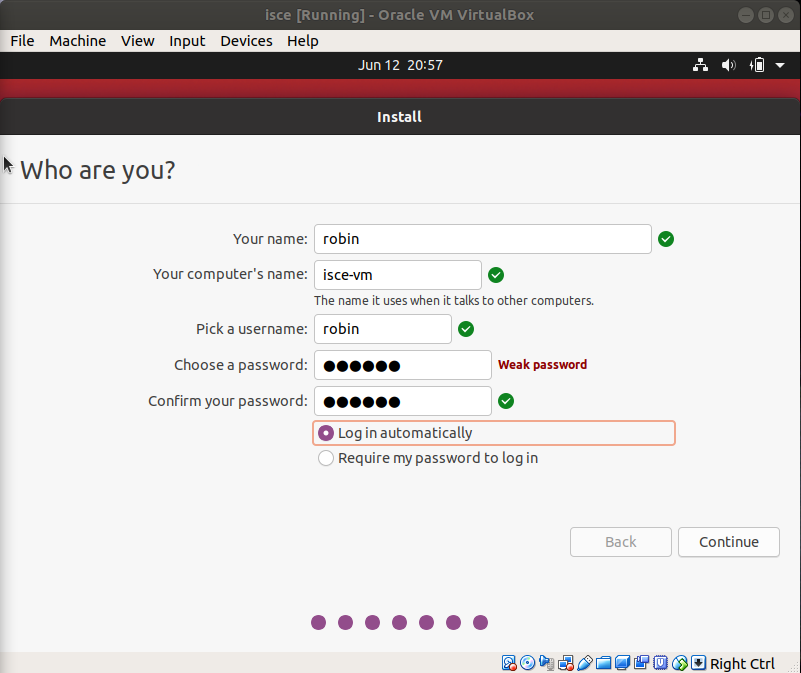 isce [Running] - Oracle VM VirtualBox
File Machine View Input Devices Help
Jun 12 20:57
Install
Who are you?
Your name: robin
Your computer's name: isce-vm
The name it uses when it talks to other computers.
Pick a username: robin
Choose a password: ●●●●●● Weak password
Confirm your password: ●●●●●●
Log in automatically
Require my password to log in
Back Continue
Right Ctrl